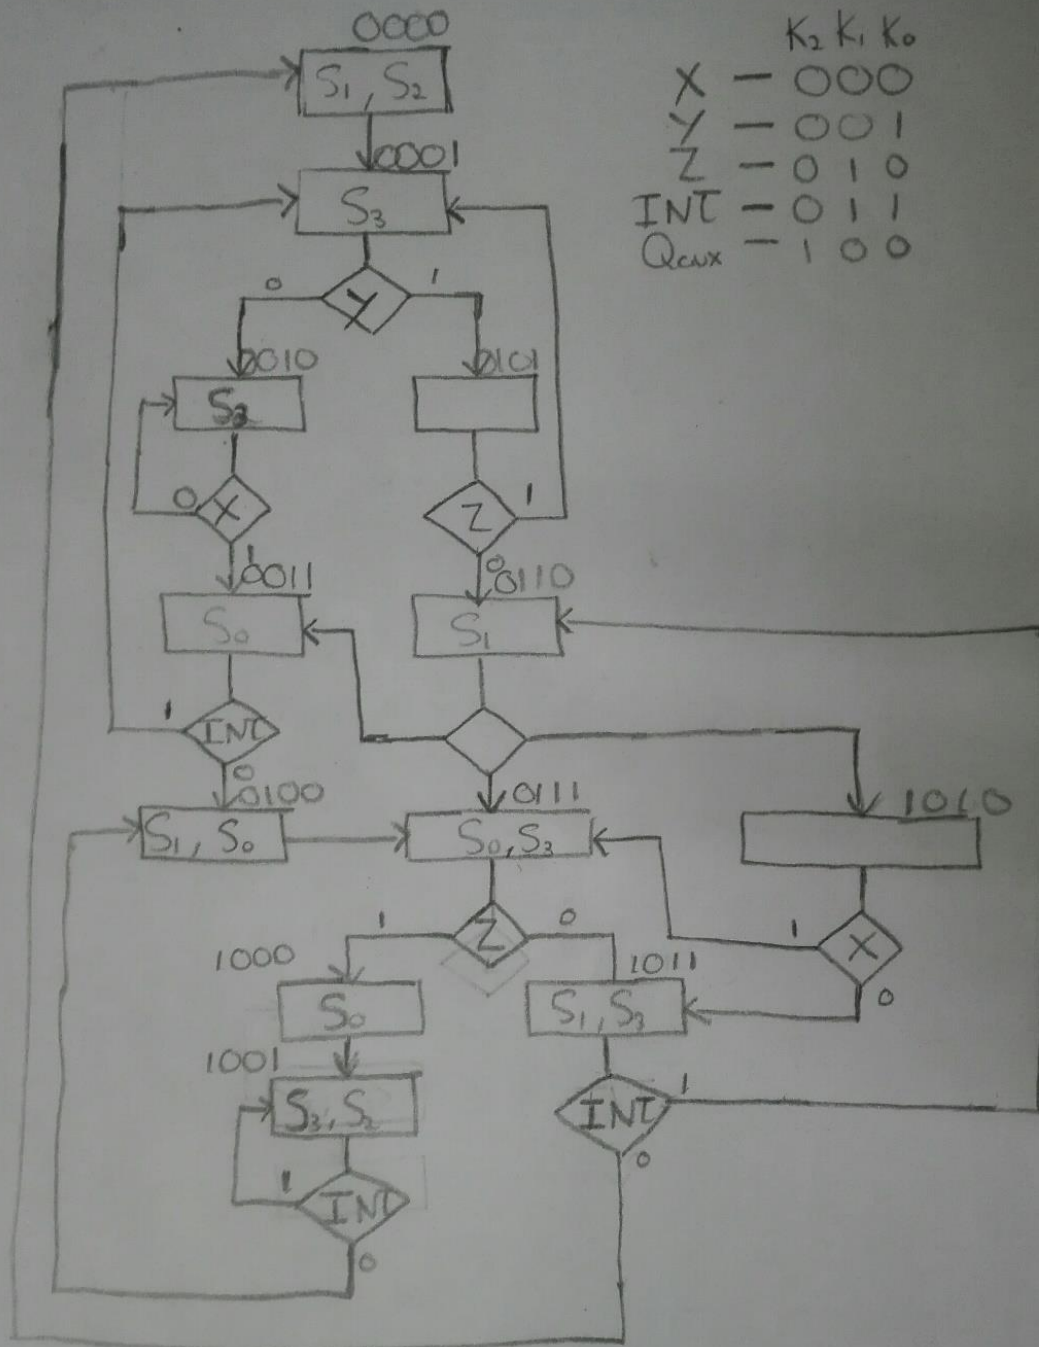 0000
S1, S2
K2 K1 K0
X - 000
Y - 001
Z - 010
INT - 011
QCNX - 100
0001
S3
0 Y 1
0010
0101
0 X
Z 1
1
0
0011
0110
S0
S1
1 INT
0
0100
0111
1010
S1, S0
S0, S3
1 Z 0
1 X
0
1000
1011
S0
S1, S3
1001
S3, S2
INT 1
0
1 INT
0